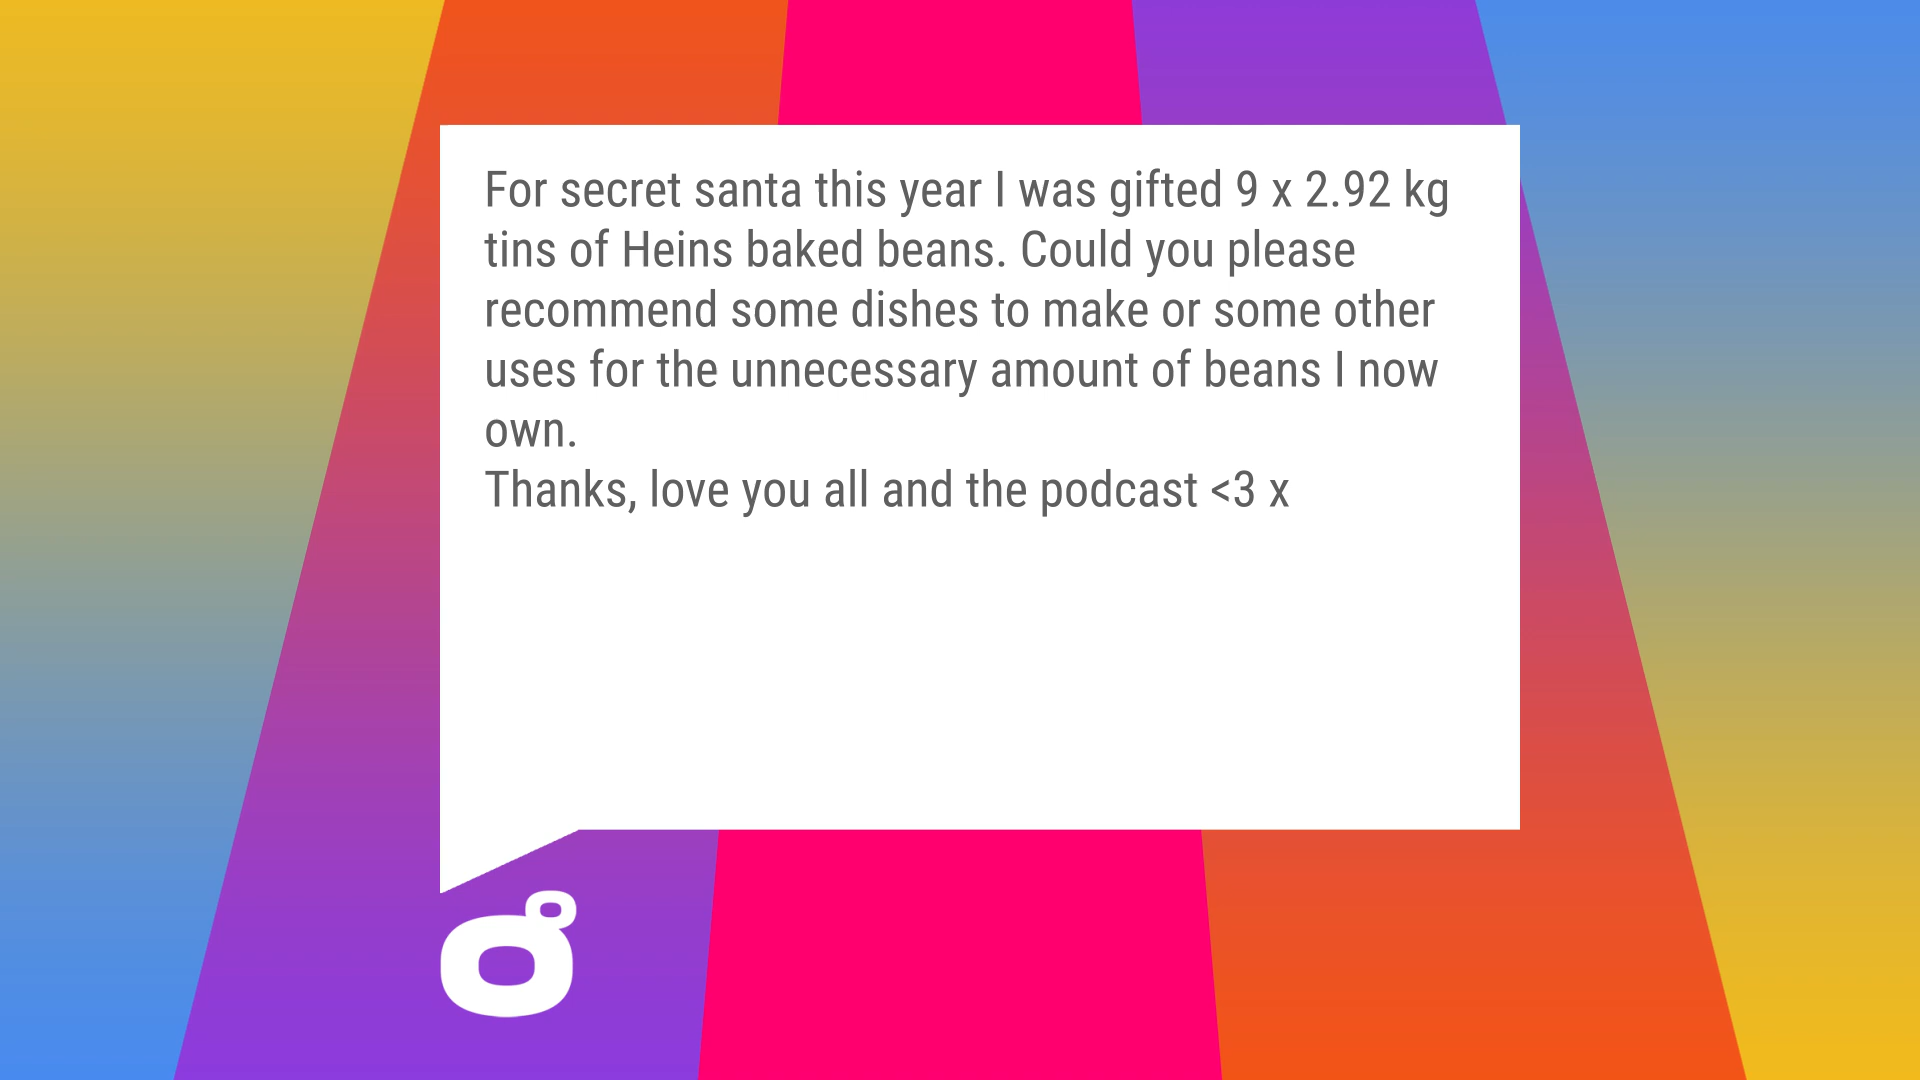 For secret santa this year I was gifted 9 x 2.92 kg
tins of Heins baked beans. Could you please
recommend some dishes to make or some other
uses for the unnecessary amount of beans I now
own.
Thanks, love you all and the podcast <3 x